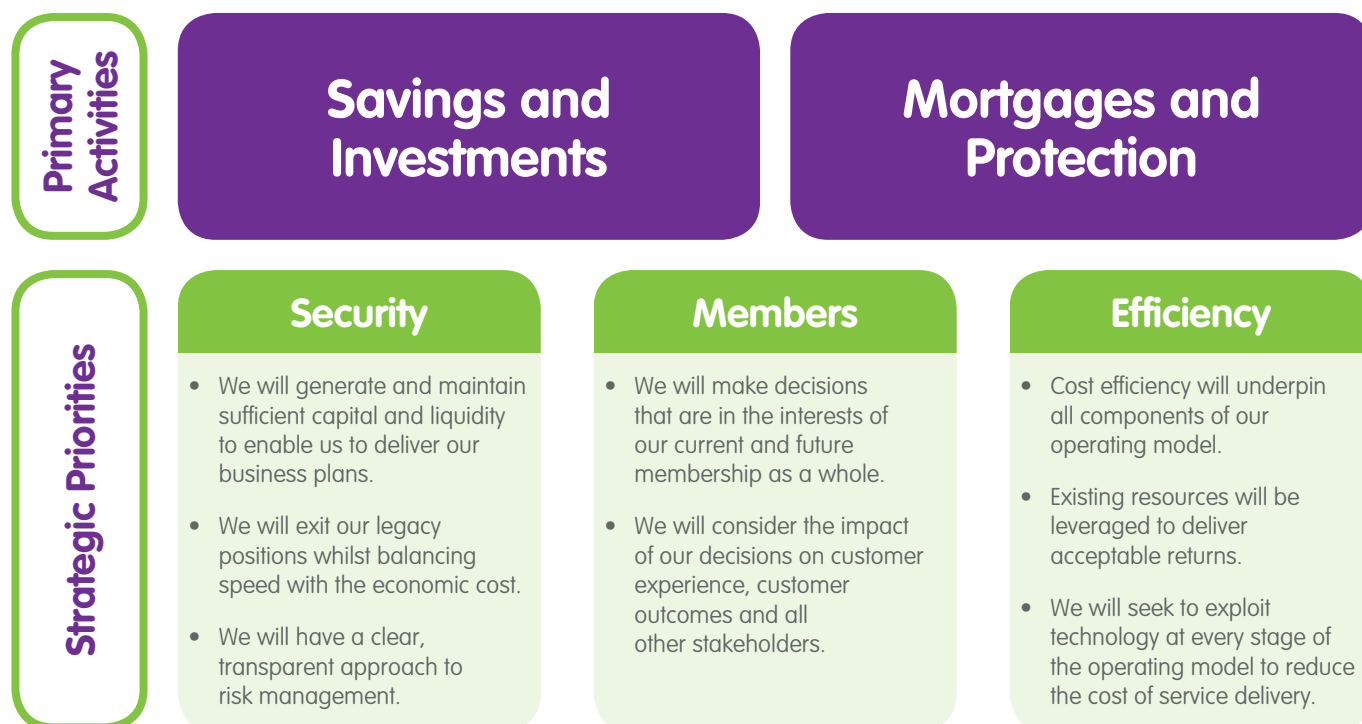 Primary
Activities
Savings and
Investments
Mortgages and
Protection
Strategic Priorities
Security
• We will generate and maintain
sufficient capital and liquidity
to enable us to deliver our
business plans.
• We will exit our legacy
positions whilst balancing
speed with the economic cost.
• We will have a clear,
transparent approach to
risk management.
Members
• We will make decisions
that are in the interests of
our current and future
membership as a whole.
• We will consider the impact
of our decisions on customer
experience, customer
outcomes and all
other stakeholders.
Efficiency
• Cost efficiency will underpin
all components of our
operating model.
• Existing resources will be
leveraged to deliver
acceptable returns.
• We will seek to exploit
technology at every stage of
the operating model to reduce
the cost of service delivery.